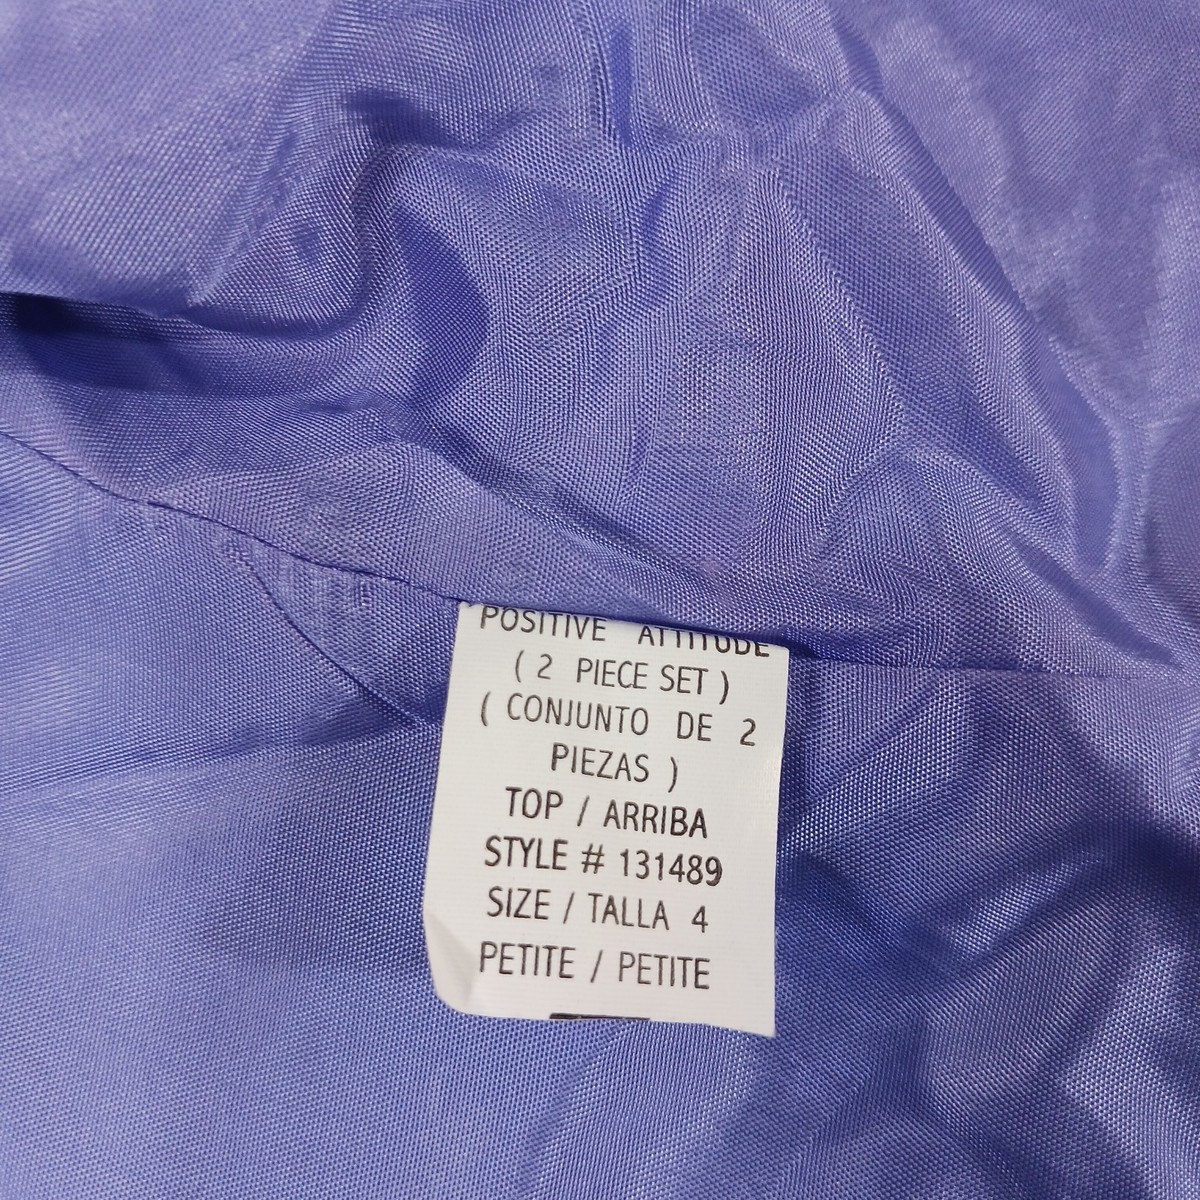 POSITIVE ATTITUDE
( 2 PIECE SET )
( CONJUNTO DE 2
PIEZAS )
TOP / ARRIBA
STYLE # 131489
SIZE / TALLA 4
PETITE / PETITE